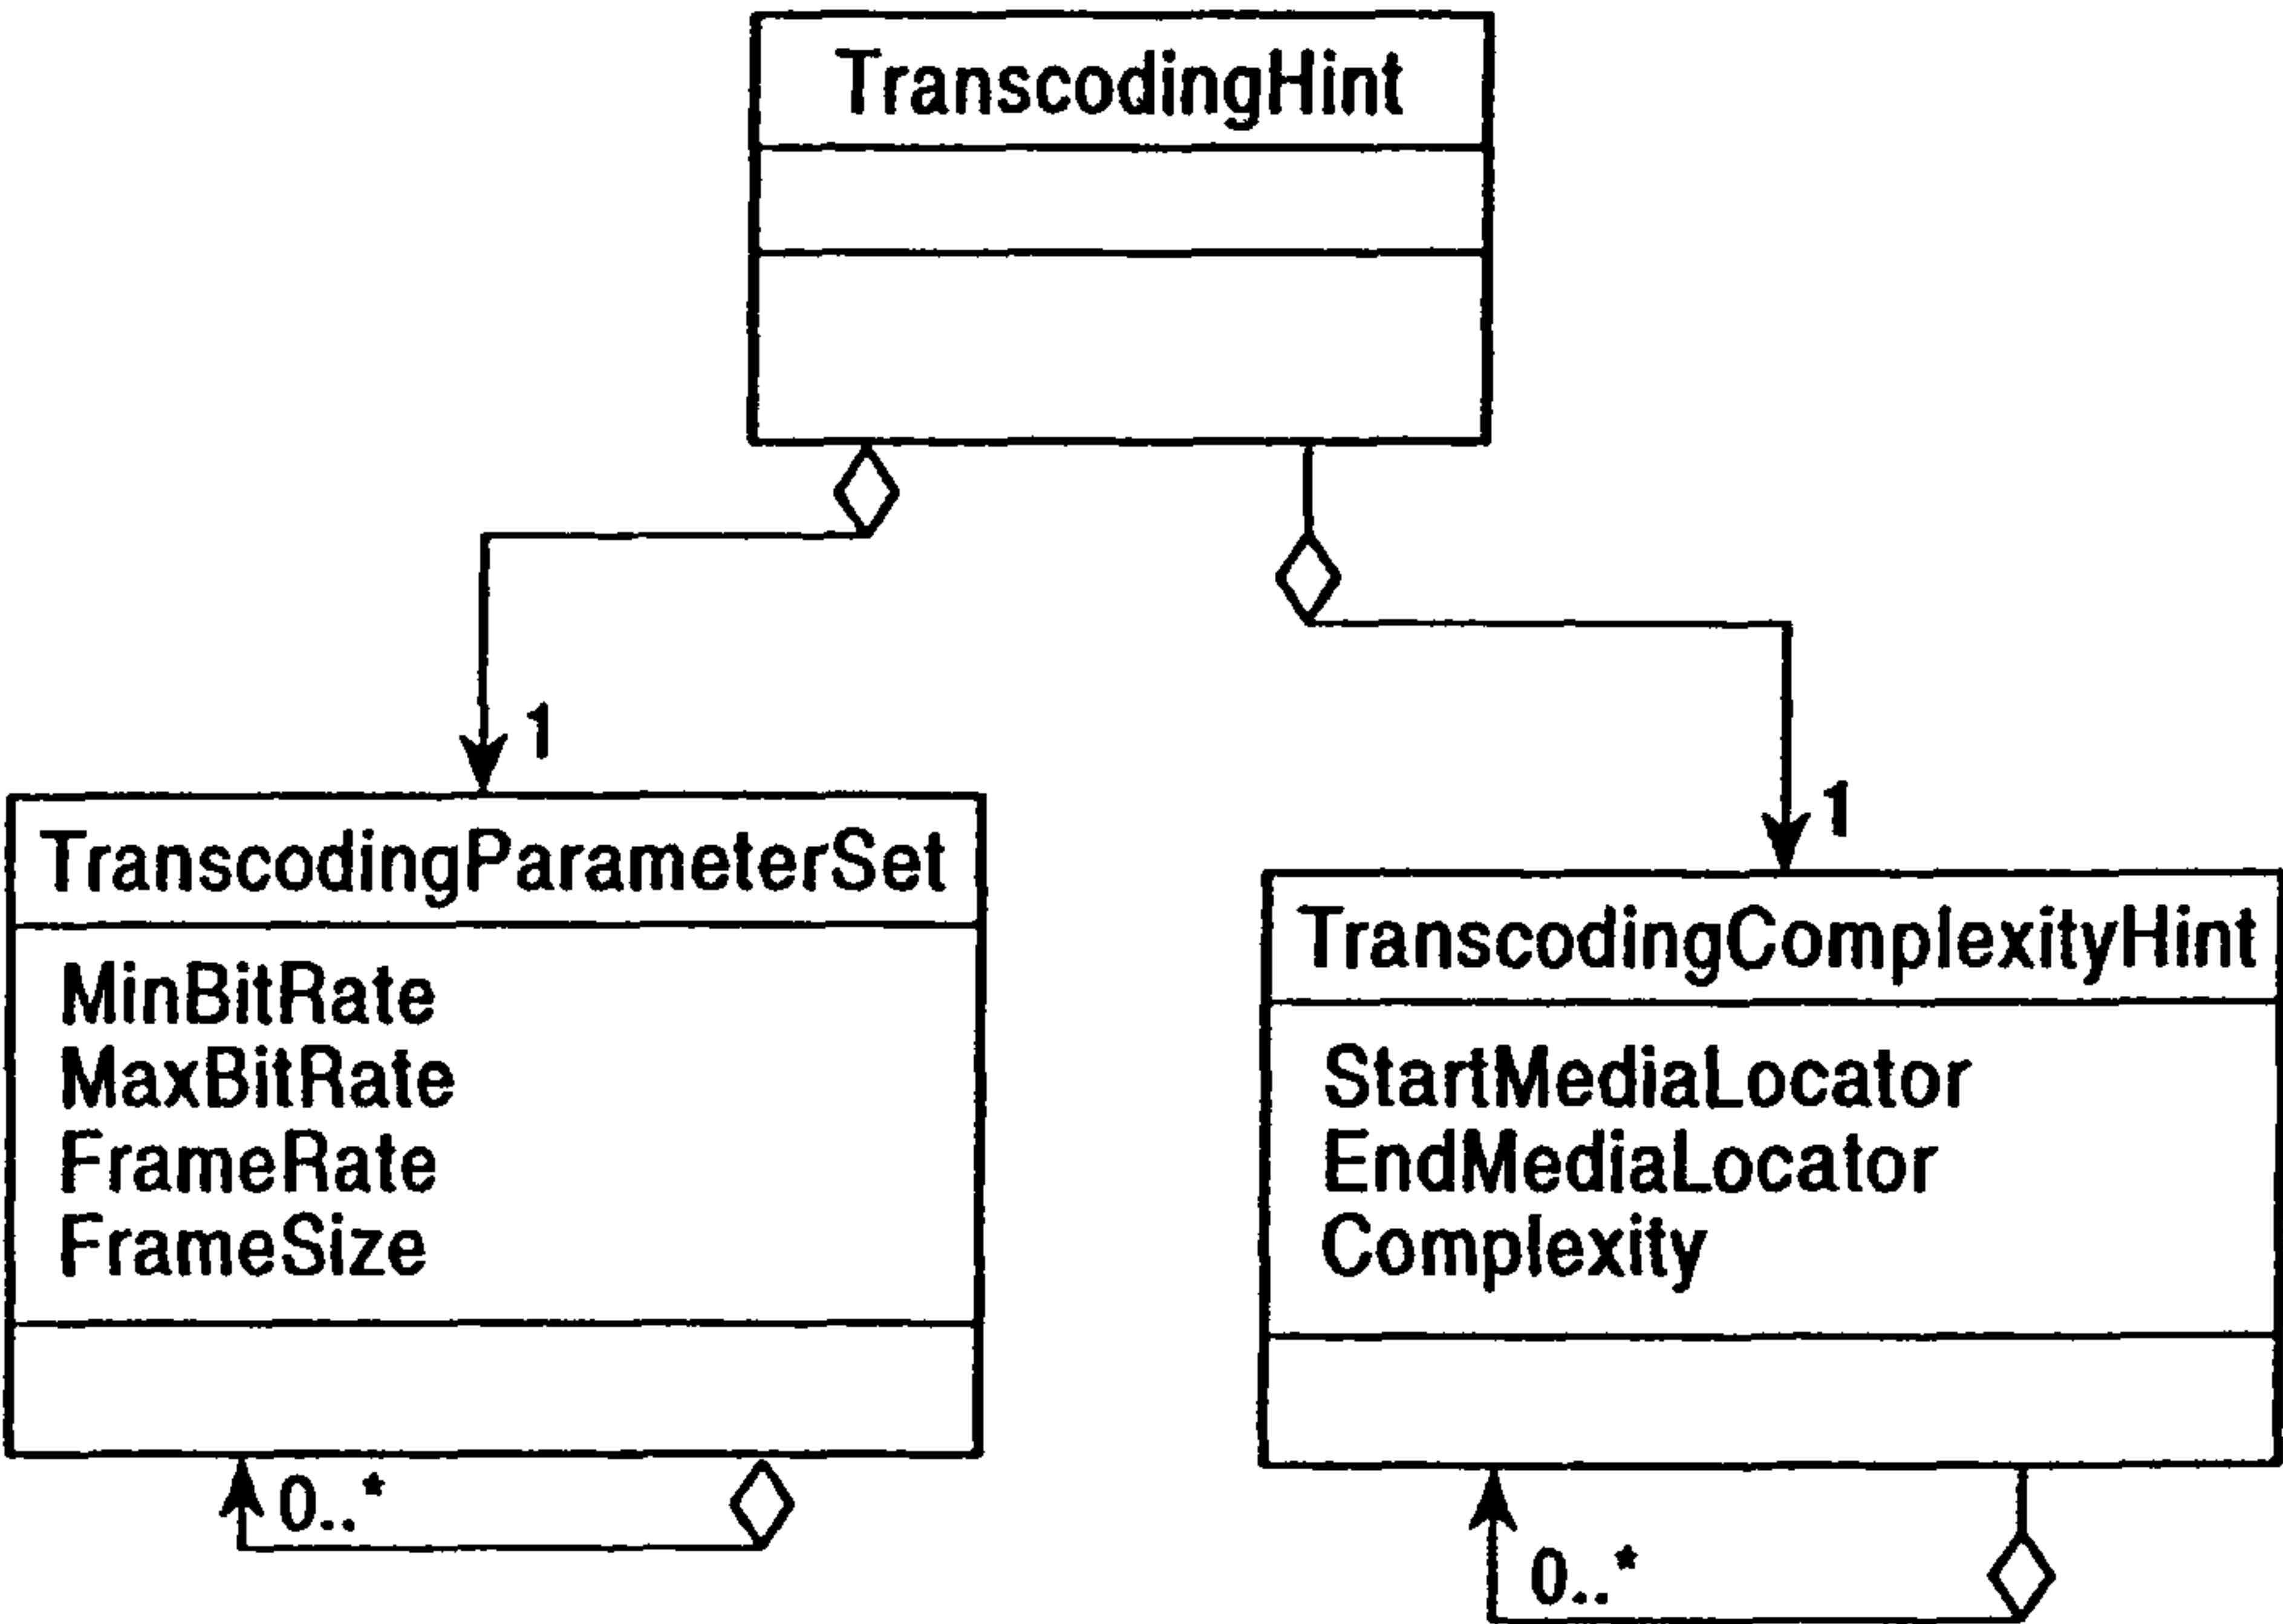 TranscodingHint
1
1
TranscodingParameterSet
MinBitRate
MaxBitRate
FrameRate
FrameSize
0..*
TranscodingComplexityHint
StartMediaLocator
EndMediaLocator
Complexity
0..*